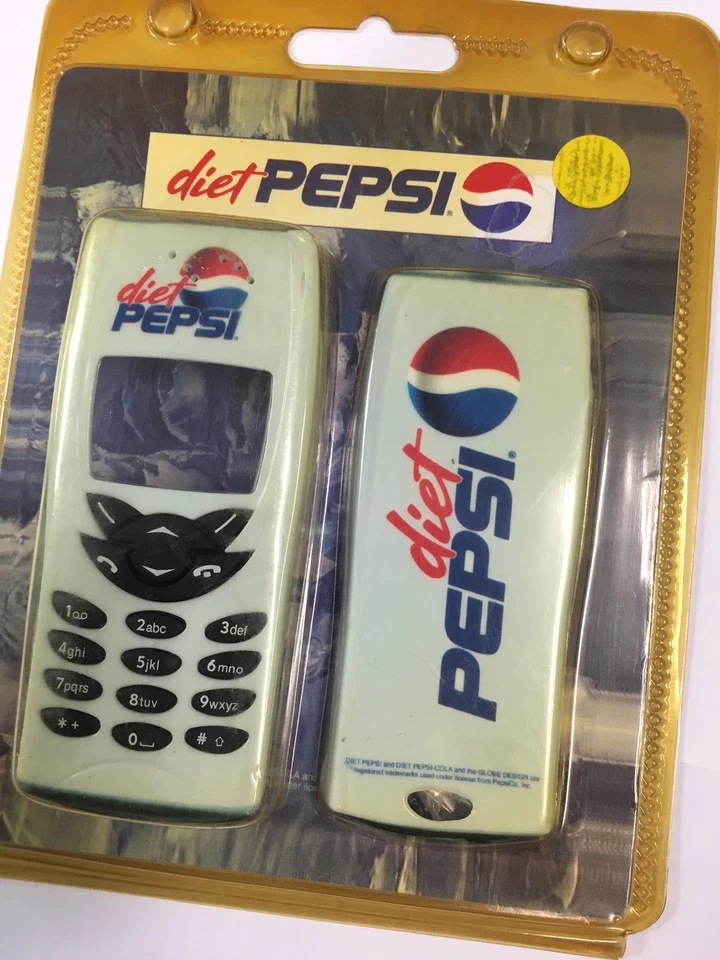 diet PEPSI®
diet
PEPSI
diet
PEPSI®
1
2abc
3def
4ghi
5jkl
6mno
7pqrs
8tuv
9wxyz
* +
0
#
DIET PEPSI and DIET PEPSI-COLA and the GLOBE DESIGN are
registered trademarks used under license from PepsiCo, Inc.